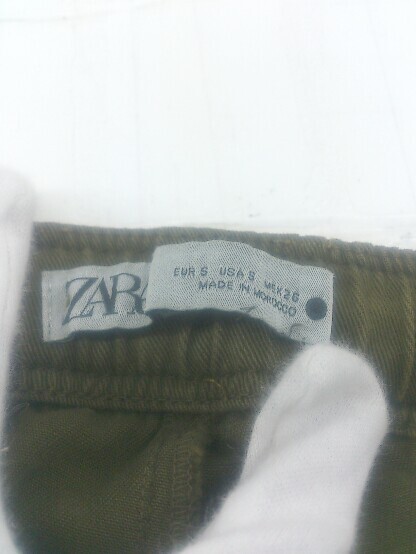 ZARA
EUR S USA S MEX 26
MADE IN MOROCCO